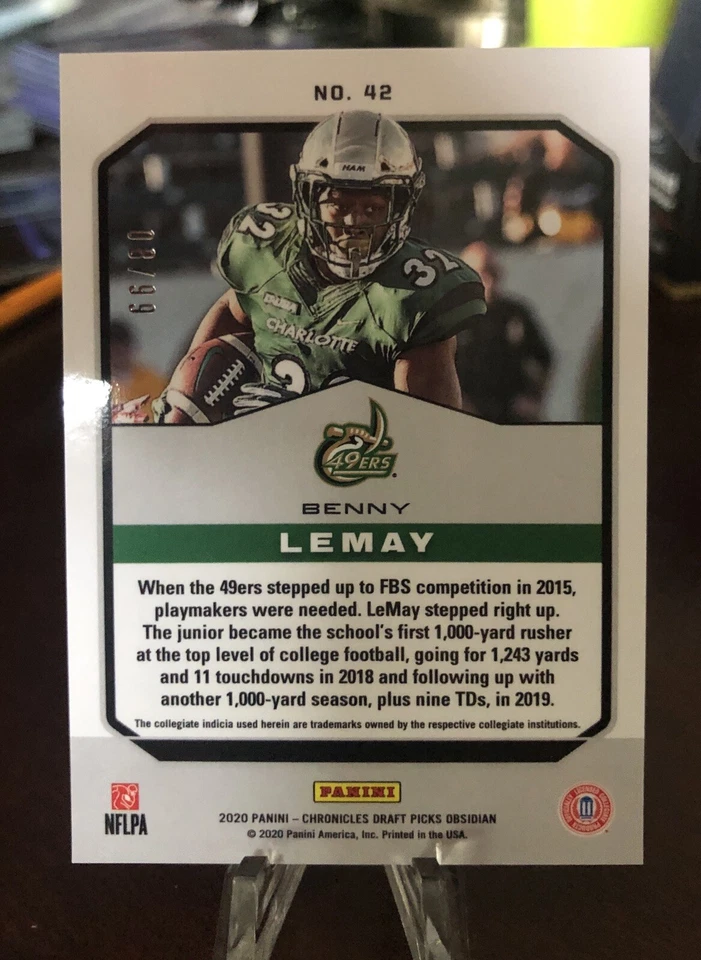 NO. 42
HAM
32
32
CHARLOTTE
32
08/99
49ERS
BENNY
LEMAY
When the 49ers stepped up to FBS competition in 2015,
playmakers were needed. LeMay stepped right up.
The junior became the school's first 1,000-yard rusher
at the top level of college football, going for 1,243 yards
and 11 touchdowns in 2018 and following up with
another 1,000-yard season, plus nine TDs, in 2019.
The collegiate indicia used herein are trademarks owned by the respective collegiate institutions.
PANINI
NFLPA
2020 PANINI – CHRONICLES DRAFT PICKS OBSIDIAN
© 2020 Panini America, Inc. Printed in the USA.